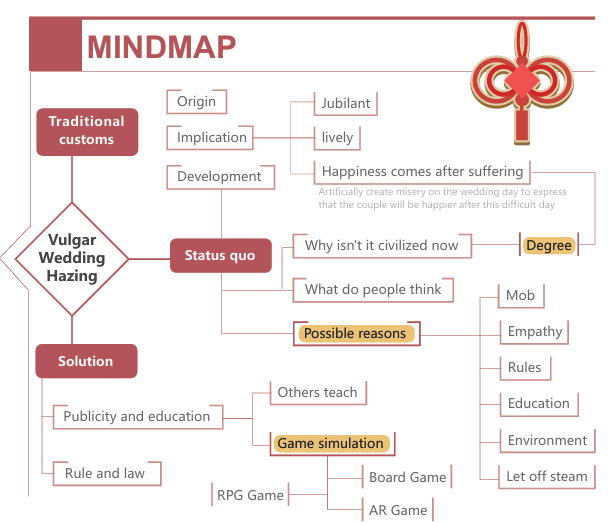 MINDMAP
Traditional
customs
Origin
Implication
Development
Jubilant
lively
Happiness comes after suffering
Artificially create misery on the wedding day to express
that the couple will be happier after this difficult day
Vulgar
Wedding
Hazing
Status quo
Why isn't it civilized now
Degree
What do people think
Possible reasons
Mob
Empathy
Rules
Education
Environment
Let off steam
Solution
Publicity and education
Others teach
Game simulation
Rule and law
Board Game
RPG Game
AR Game